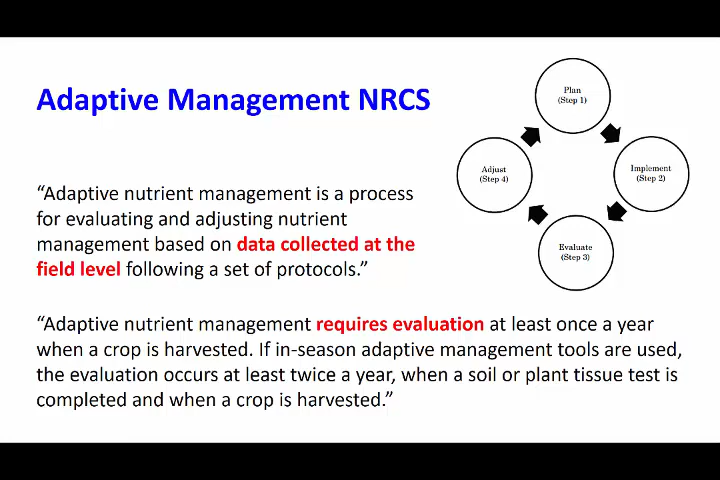 Adaptive Management NRCS
Plan
(Step 1)
Implement
(Step 2)
Evaluate
(Step 3)
Adjust
(Step 4)
“Adaptive nutrient management is a process
for evaluating and adjusting nutrient
management based on data collected at the
field level following a set of protocols.”
“Adaptive nutrient management requires evaluation at least once a year
when a crop is harvested. If in-season adaptive management tools are used,
the evaluation occurs at least twice a year, when a soil or plant tissue test is
completed and when a crop is harvested.”